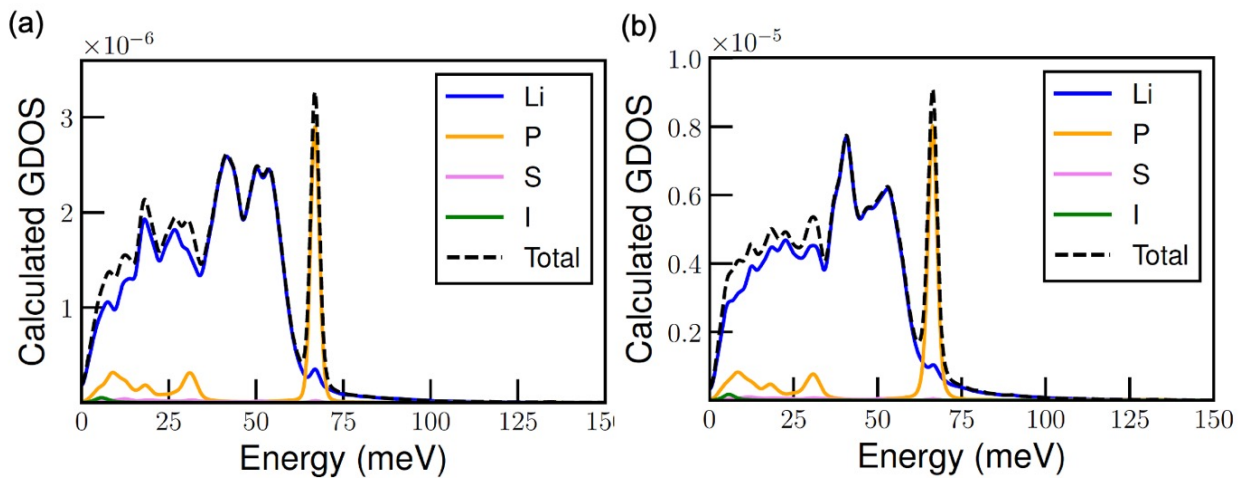 (a)
×10⁻⁶
Calculated GDOS
3
2
1
Li
P
S
I
Total
0 25 50 75 100 125 150
Energy (meV)
(b)
×10⁻⁵
Calculated GDOS
1.0
0.8
0.6
0.4
0.2
Li
P
S
I
Total
0 25 50 75 100 125 150
Energy (meV)